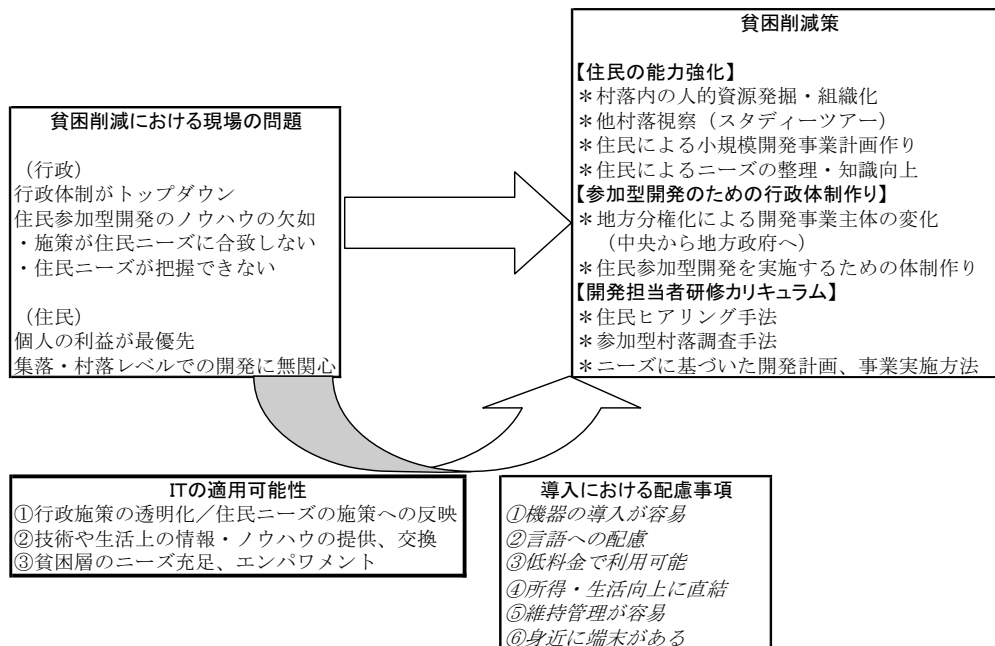 貧困削減における現場の問題
（行政）
行政体制がトップダウン
住民参加型開発のノウハウの欠如
・施策が住民ニーズに合致しない
・住民ニーズが把握できない
（住民）
個人の利益が最優先
集落・村落レベルでの開発に無関心
貧困削減策
【住民の能力強化】
＊村落内の人的資源発掘・組織化
＊他村落視察（スタディーツアー）
＊住民による小規模開発事業計画作り
＊住民によるニーズの整理・知識向上
【参加型開発のための行政体制作り】
＊地方分権化による開発事業主体の変化
（中央から地方政府へ）
＊住民参加型開発を実施するための体制作り
【開発担当者研修カリキュラム】
＊住民ヒアリング手法
＊参加型村落調査手法
＊ニーズに基づいた開発計画、事業実施方法
ITの適用可能性
①行政施策の透明化／住民ニーズの施策への反映
②技術や生活上の情報・ノウハウの提供、交換
③貧困層のニーズ充足、エンパワメント
導入における配慮事項
①機器の導入が容易
②言語への配慮
③低料金で利用可能
④所得・生活向上に直結
⑤維持管理が容易
⑥身近に端末がある